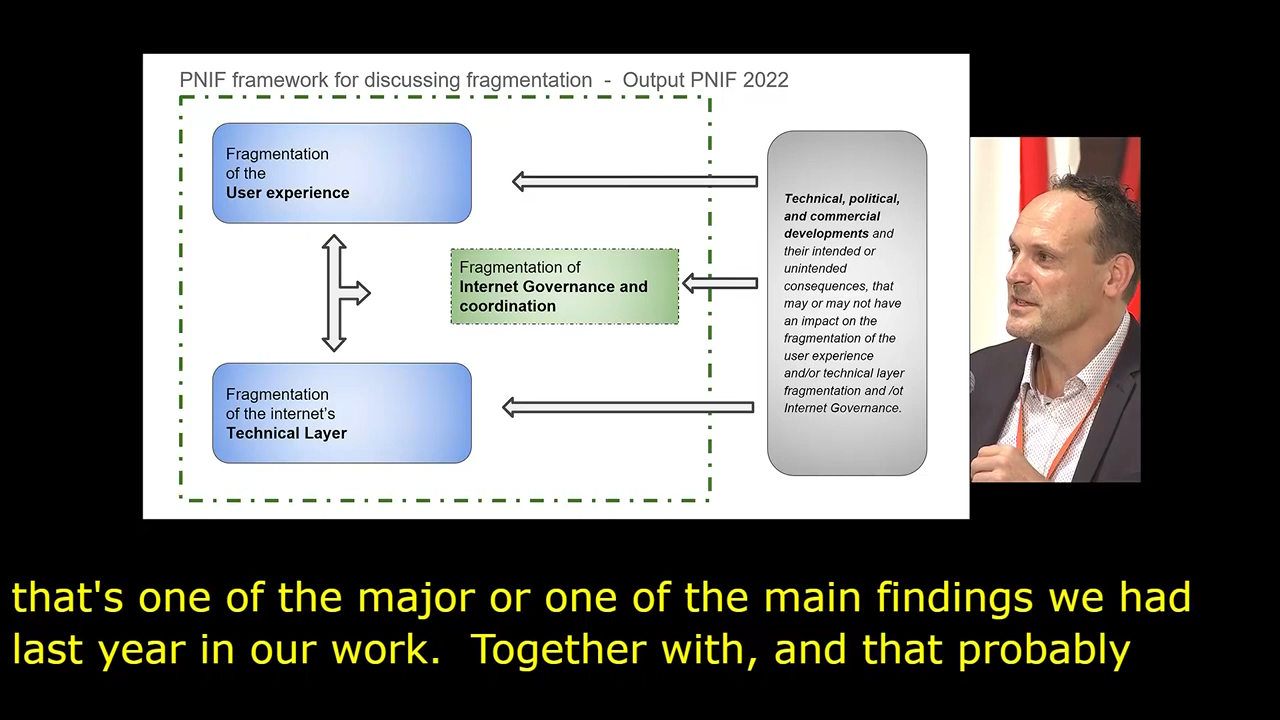 PNIF framework for discussing fragmentation - Output PNIF 2022
Fragmentation
of the
User experience
Fragmentation of
Internet Governance and
coordination
Fragmentation
of the internet's
Technical Layer
Technical, political,
and commercial
developments and
their intended or
unintended
consequences, that
may or may not have
an impact on the
fragmentation of the
user experience
and/or technical layer
fragmentation and /ot
Internet Governance.
that's one of the major or one of the main findings we had
last year in our work.  Together with, and that probably